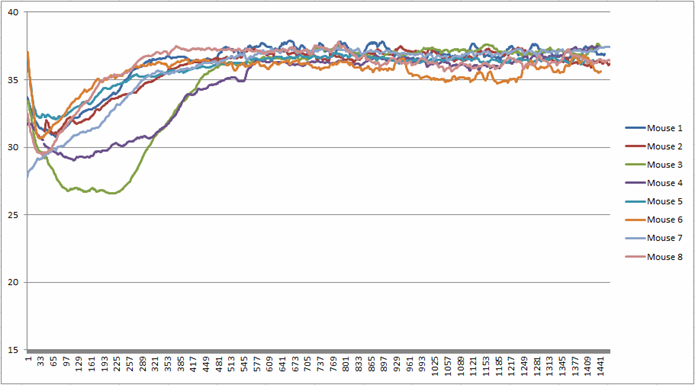 40
35
30
25
20
15
1 33 65 97 129 161 193 225 257 289 321 353 385 417 449 481 513 545 577 609 641 673 705 737 769 801 833 865 897 929 961 993 1025 1057 1089 1121 1153 1185 1217 1249 1281 1313 1345 1377 1409 1441
Mouse 1
Mouse 2
Mouse 3
Mouse 4
Mouse 5
Mouse 6
Mouse 7
Mouse 8